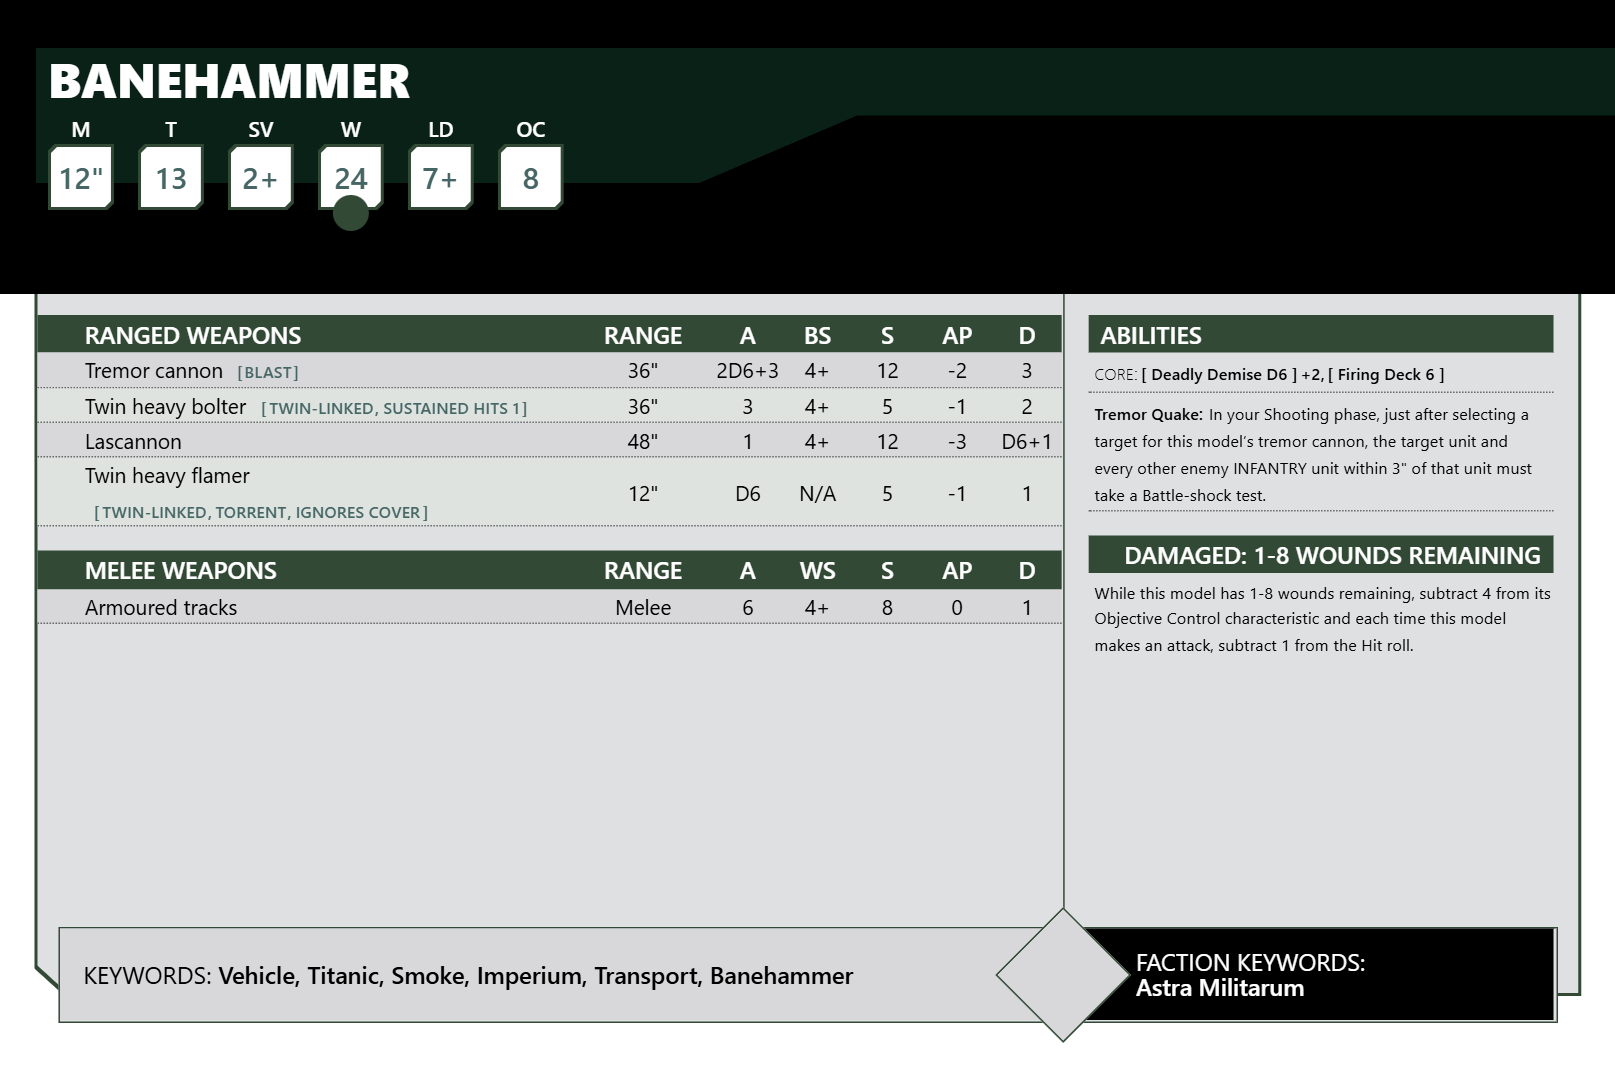 BANEHAMMER
M T SV W LD OC
12" 13 2+ 24 7+ 8
RANGED WEAPONS RANGE A BS S AP D
Tremor cannon [BLAST] 36" 2D6+3 4+ 12 -2 3
Twin heavy bolter [TWIN-LINKED, SUSTAINED HITS 1] 36" 3 4+ 5 -1 2
Lascannon 48" 1 4+ 12 -3 D6+1
Twin heavy flamer
[TWIN-LINKED, TORRENT, IGNORES COVER] 12" D6 N/A 5 -1 1
MELEE WEAPONS RANGE A WS S AP D
Armoured tracks Melee 6 4+ 8 0 1
ABILITIES
CORE: [ Deadly Demise D6 ] +2, [ Firing Deck 6 ]
Tremor Quake: In your Shooting phase, just after selecting a
target for this model's tremor cannon, the target unit and
every other enemy INFANTRY unit within 3" of that unit must
take a Battle-shock test.
DAMAGED: 1-8 WOUNDS REMAINING
While this model has 1-8 wounds remaining, subtract 4 from its
Objective Control characteristic and each time this model
makes an attack, subtract 1 from the Hit roll.
KEYWORDS: Vehicle, Titanic, Smoke, Imperium, Transport, Banehammer
FACTION KEYWORDS:
Astra Militarum